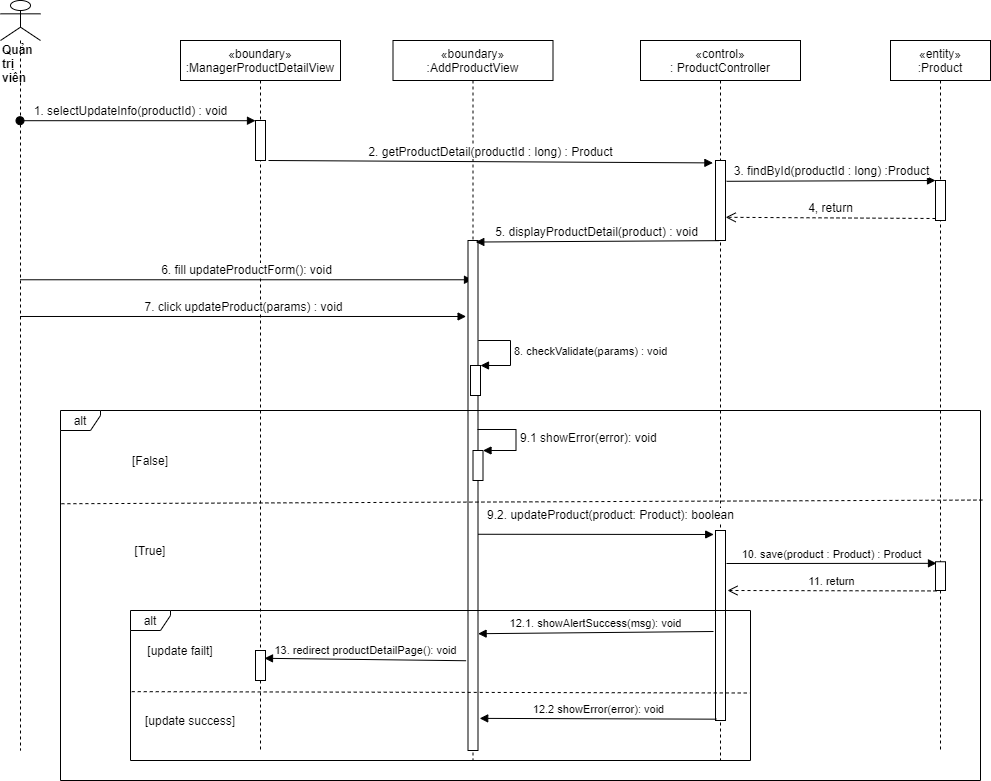 Quản
trị
viên
«boundary»
:ManagerProductDetailView
«boundary»
:AddProductView
«control»
: ProductController
«entity»
:Product
1. selectUpdateInfo(productId) : void
2. getProductDetail(productId : long) : Product
3. findById(productId : long) :Product
4, return
5. displayProductDetail(product) : void
6. fill updateProductForm(): void
7. click updateProduct(params) : void
8. checkValidate(params) : void
alt
9.1 showError(error): void
[False]
9.2. updateProduct(product: Product): boolean
[True]
10. save(product : Product) : Product
11. return
alt
12.1. showAlertSuccess(msg): void
[update failt]
13. redirect productDetailPage(): void
12.2 showError(error): void
[update success]